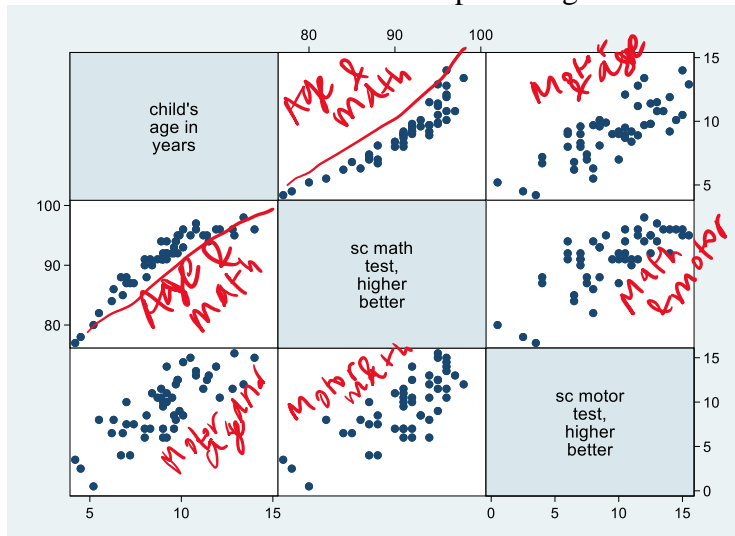 80 90 100
child's
age in
years
Age &
math
Motor
& age
15
10
5
100
90
80
Age &
math
sc math
test,
higher
better
Math
& motor
Motor
math
sc motor
test,
higher
better
15
10
5
0
5 10 15
0 5 10 15